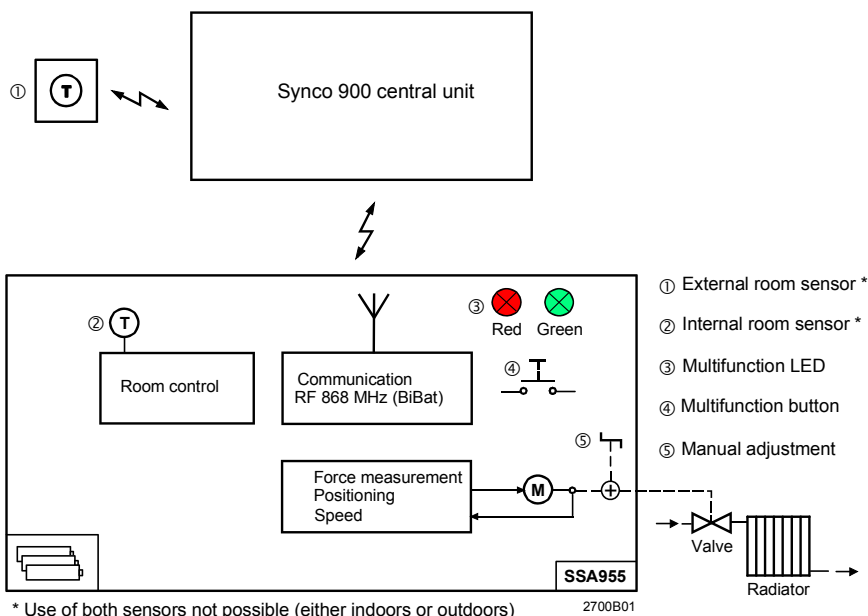 ① T
Synco 900 central unit
② T
Room control
Communication
RF 868 MHz (BiBat)
③
Red Green
④
⑤
Force measurement
Positioning
Speed
M
SSA955
① External room sensor *
② Internal room sensor *
③ Multifunction LED
④ Multifunction button
⑤ Manual adjustment
Valve
Radiator
* Use of both sensors not possible (either indoors or outdoors)
2700B01